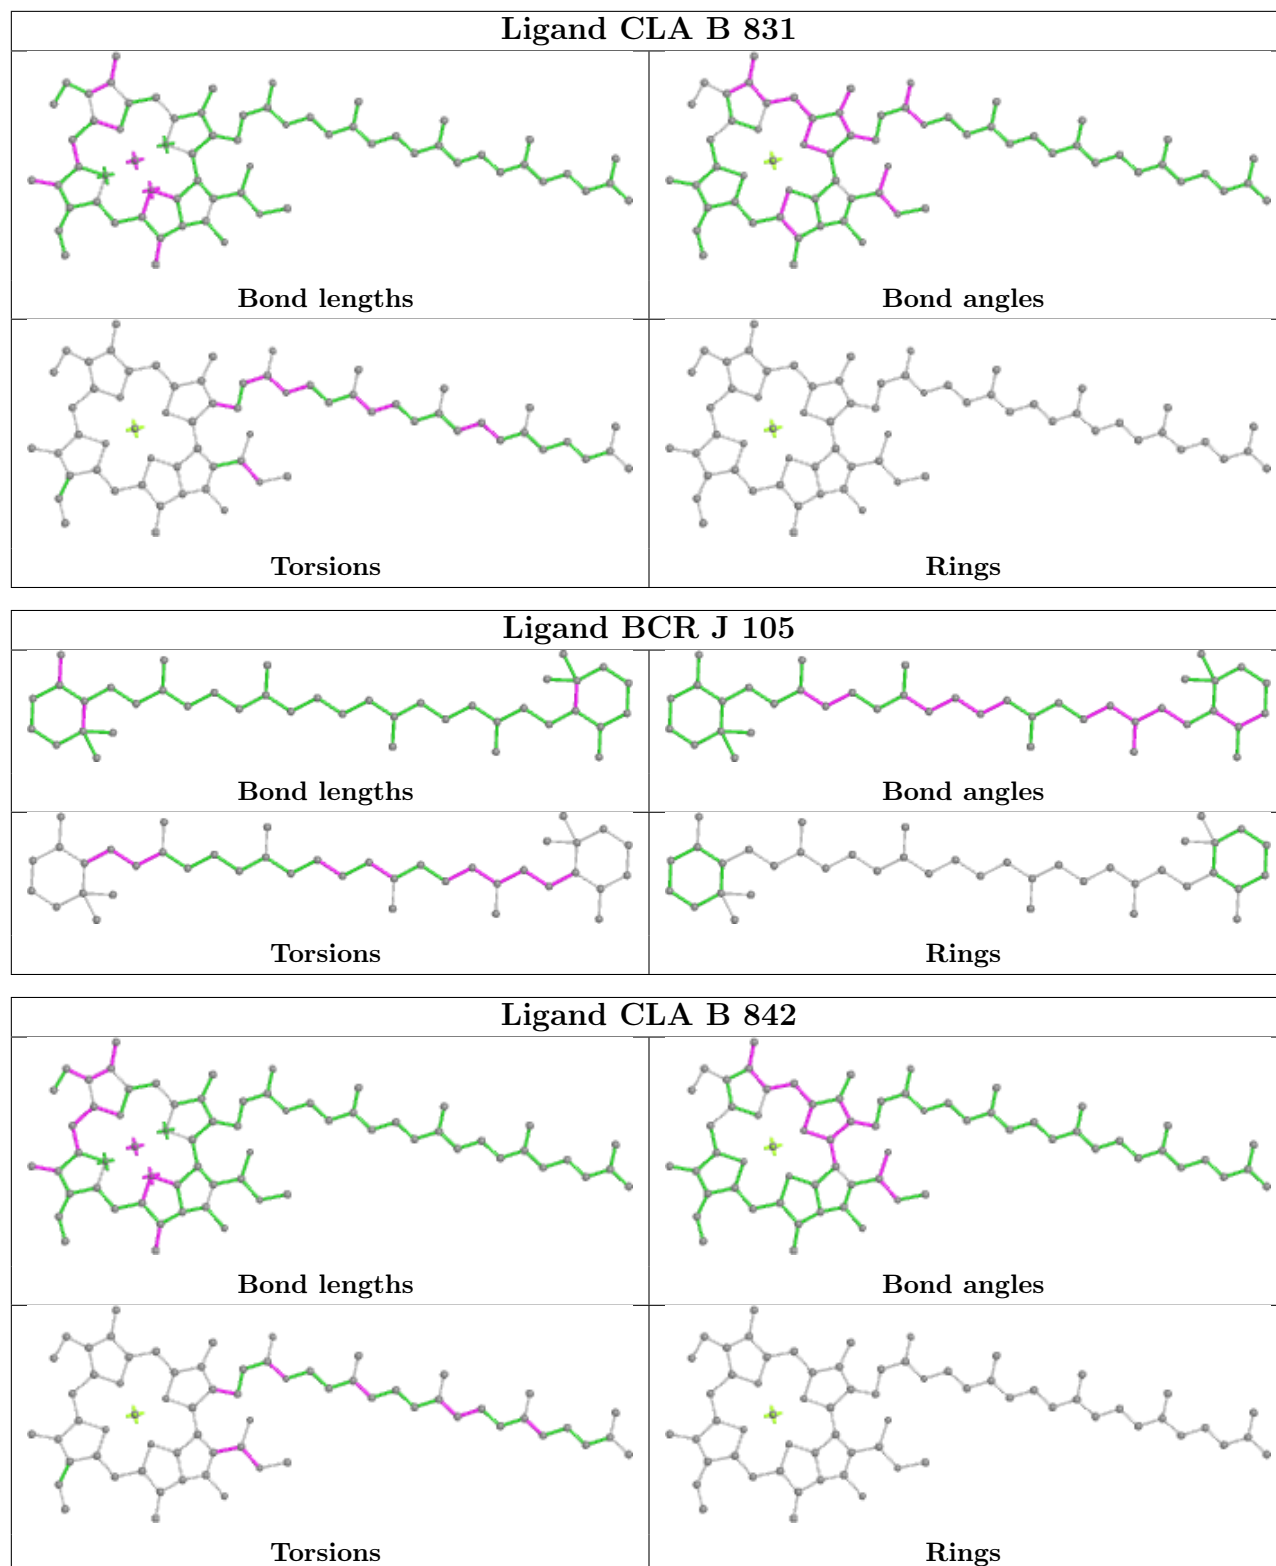 Ligand CLA B 831
Bond lengths
Bond angles
Torsions
Rings
Ligand BCR J 105
Bond lengths
Bond angles
Torsions
Rings
Ligand CLA B 842
Bond lengths
Bond angles
Torsions
Rings